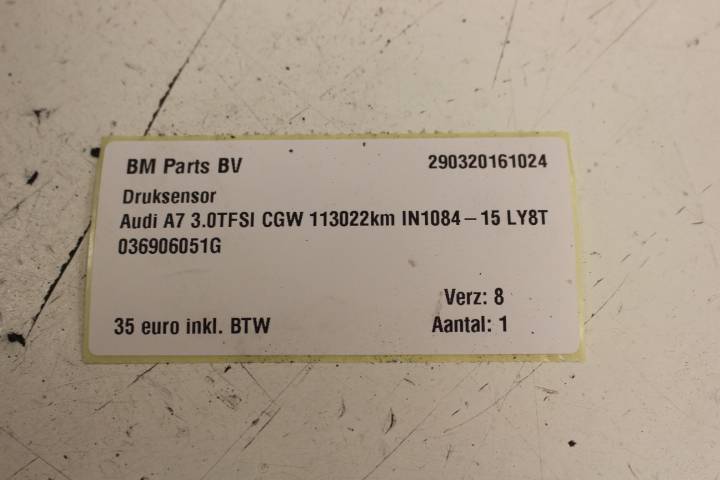 BM Parts BV 290320161024
Druksensor
Audi A7 3.0TFSI CGW 113022km IN1084-15 LY8T
036906051G
Verz: 8
35 euro inkl. BTW Aantal: 1